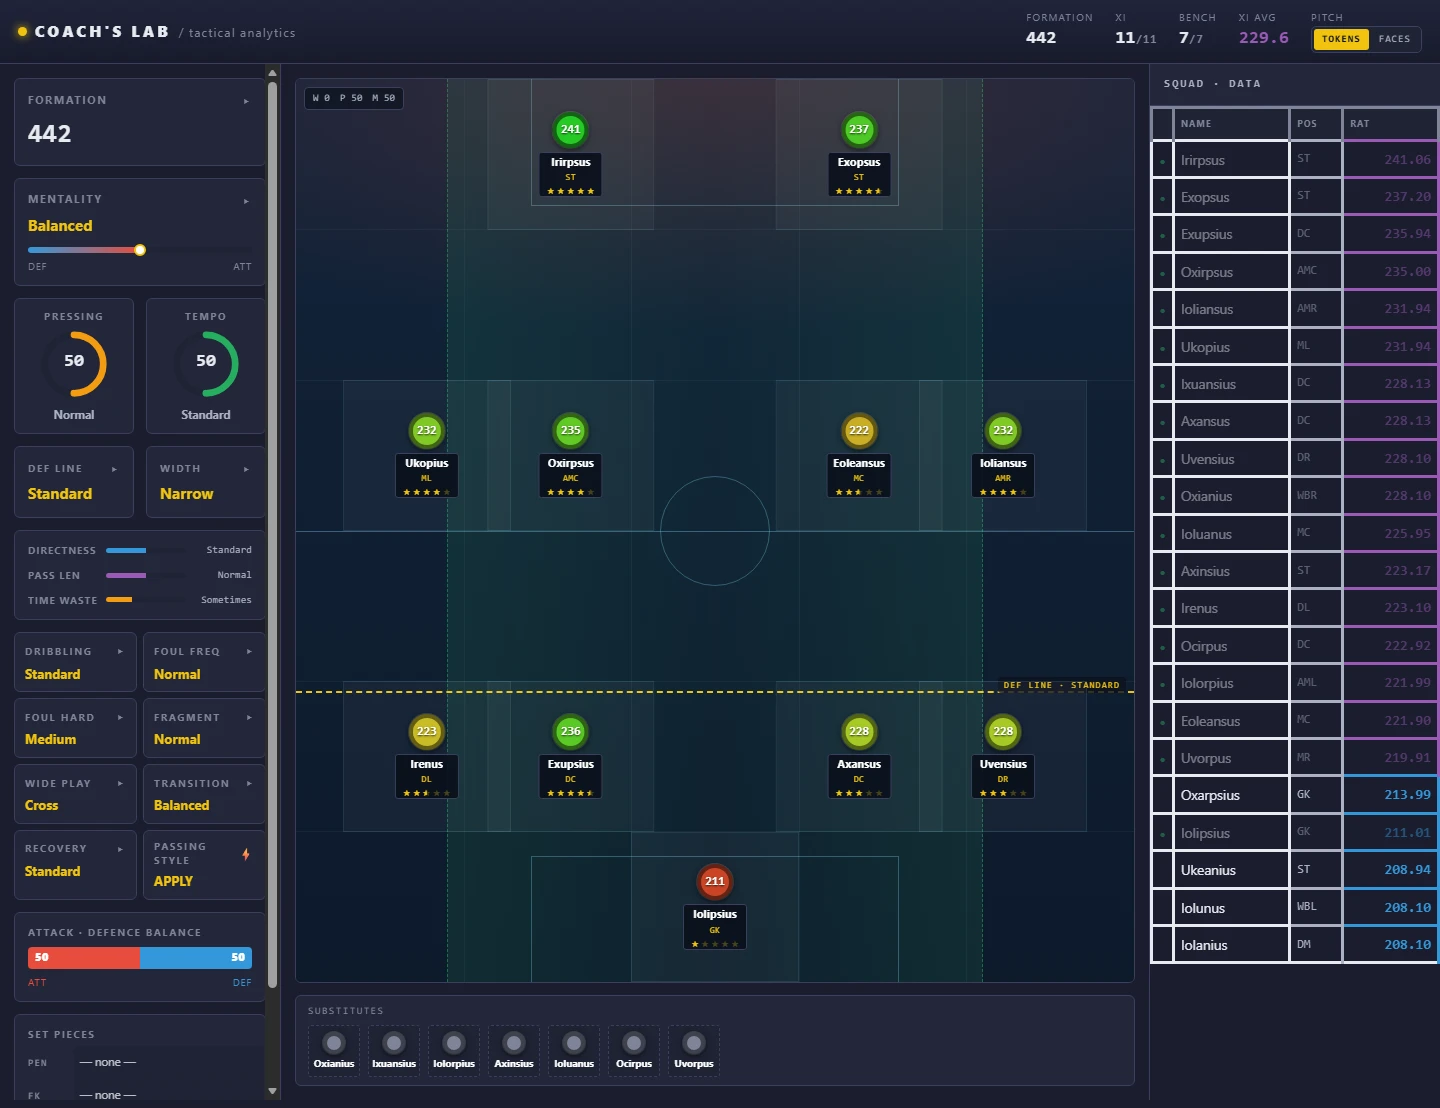 COACH'S LAB / tactical analytics
FORMATION
442
XI
11/11
BENCH
7/7
XI AVG
229.6
PITCH
TOKENS FACES
FORMATION ▸
442
MENTALITY ▸
Balanced
DEF ATT
PRESSING
50
Normal
TEMPO
50
Standard
DEF LINE ▸
Standard
WIDTH ▸
Narrow
DIRECTNESS Standard
PASS LEN Normal
TIME WASTE Sometimes
DRIBBLING ▸
Standard
FOUL FREQ ▸
Normal
FOUL HARD ▸
Medium
FRAGMENT ▸
Normal
WIDE PLAY ▸
Cross
TRANSITION ▸
Balanced
RECOVERY ▸
Standard
PASSING
STYLE
APPLY
ATTACK · DEFENCE BALANCE
50 50
ATT DEF
SET PIECES
PEN — none —
FK — none —
W 0 P 50 M 50
241
Irirpsus
ST
237
Exopsus
ST
232
Ukopius
ML
235
Oxirpsus
AMC
222
Eoleansus
MC
232
Ioliansus
AMR
DEF LINE · STANDARD
223
Irenus
DL
236
Exupsius
DC
228
Axansus
DC
228
Uvensius
DR
211
Iolipsius
GK
SUBSTITUTES
Oxianius
Ixuansius
Iolorpius
Axinsius
Ioluanus
Ocirpus
Uvorpus
SQUAD · DATA
NAME POS RAT
Irirpsus ST 241.06
Exopsus ST 237.20
Exupsius DC 235.94
Oxirpsus AMC 235.00
Ioliansus AMR 231.94
Ukopius ML 231.94
Ixuansius DC 228.13
Axansus DC 228.13
Uvensius DR 228.10
Oxianius WBR 228.10
Ioluanus MC 225.95
Axinsius ST 223.17
Irenus DL 223.10
Ocirpus DC 222.92
Iolorpius AML 221.99
Eoleansus MC 221.90
Uvorpus MR 219.91
Oxarpsius GK 213.99
Iolipsius GK 211.01
Ukeanius ST 208.94
Iolunus WBL 208.10
Iolanius DM 208.10